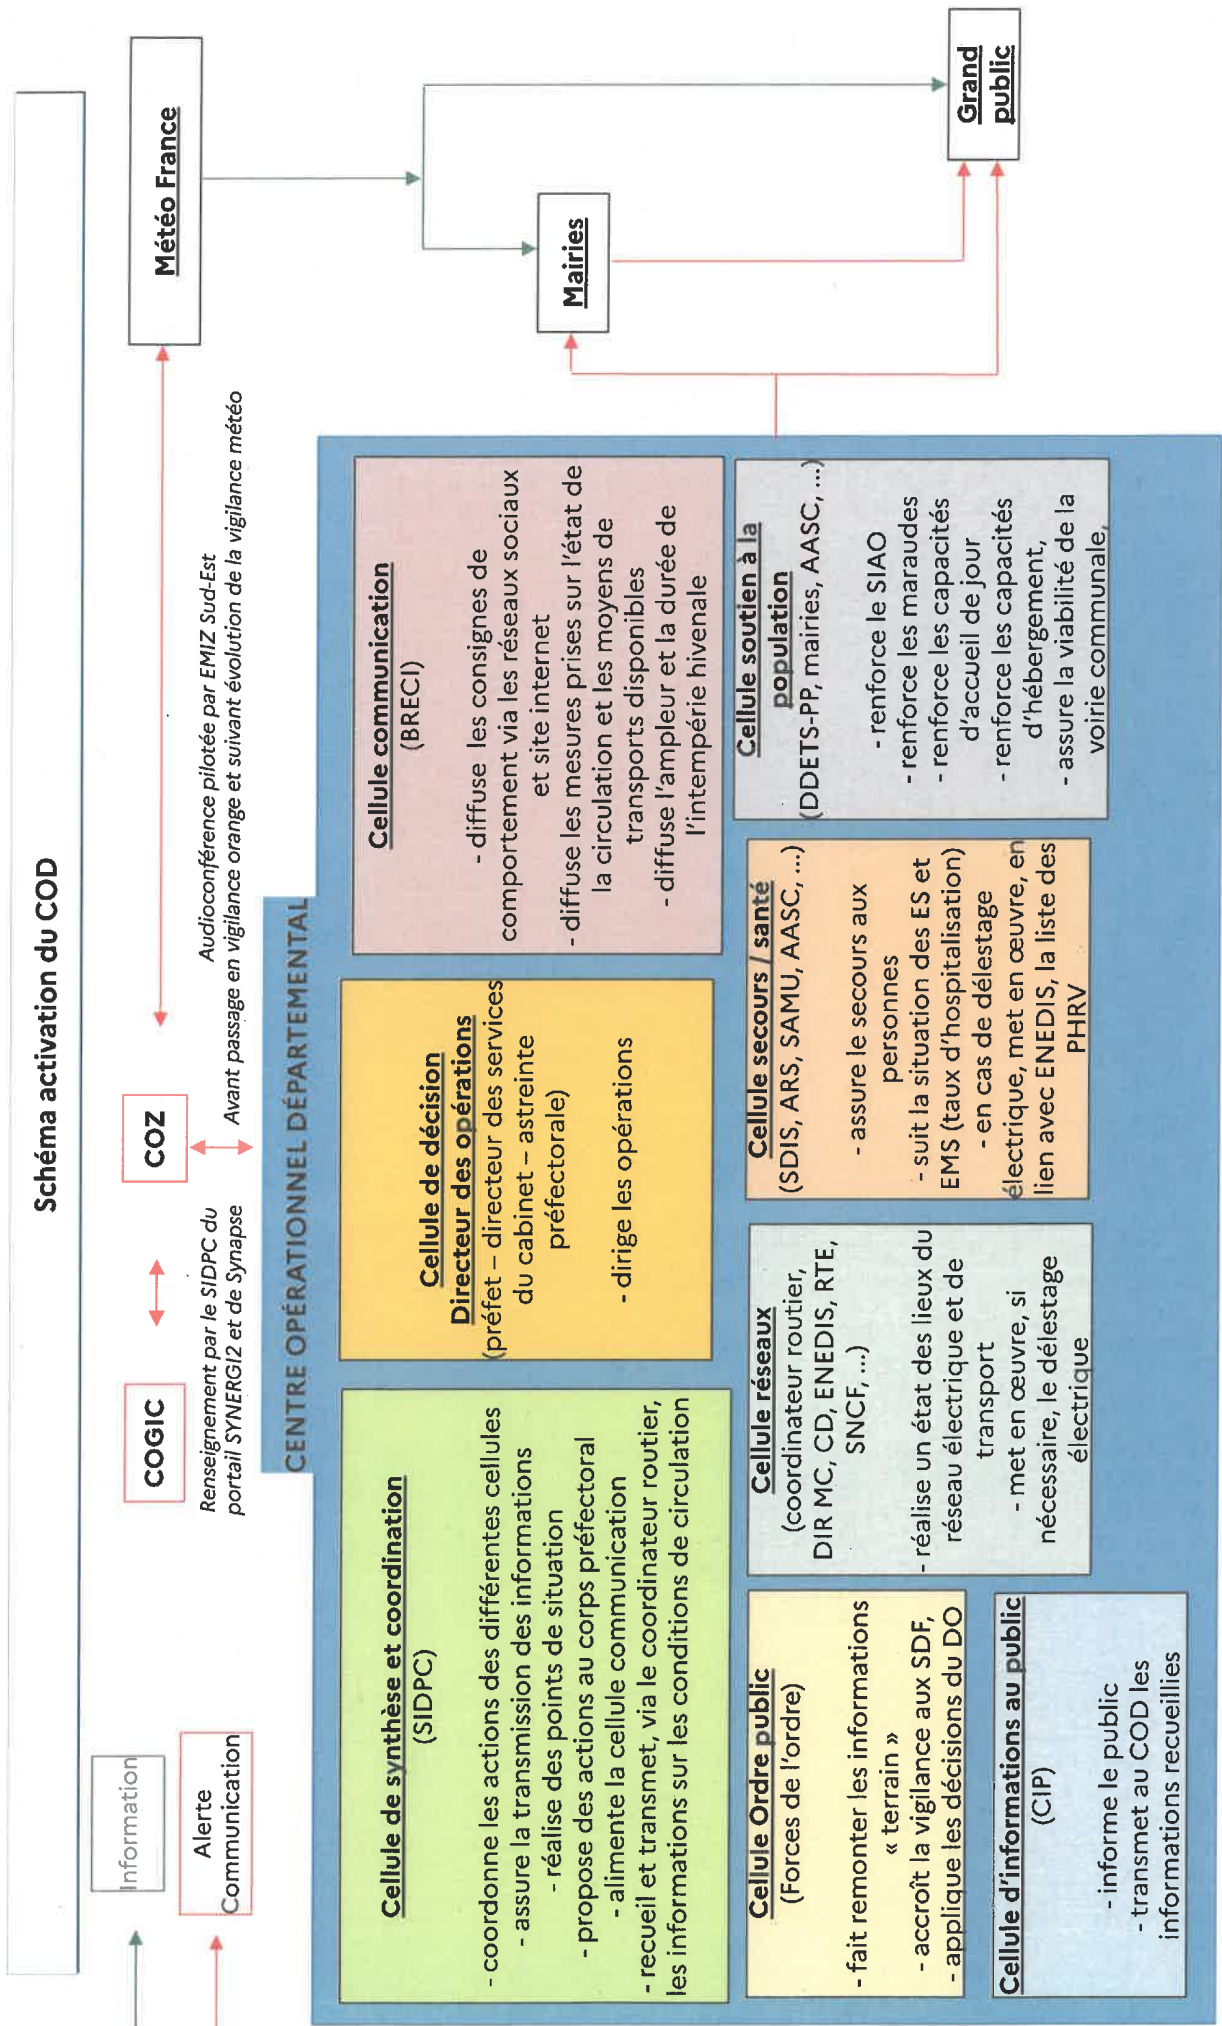 Schéma activation du COD
Information
Alerte
Communication
COGIC
COZ
Météo France
Renseignement par le SIDPC du
portail SYNERGI2 et de Synapse
Audioconférence pilotée par EMIZ Sud-Est
Avant passage en vigilance orange et suivant évolution de la vigilance météo
CENTRE OPÉRATIONNEL DÉPARTEMENTAL
Cellule de synthèse et coordination
(SIDPC)
- coordonne les actions des différentes cellules
- assure la transmission des informations
- réalise des points de situation
- propose des actions au corps préfectoral
- alimente la cellule communication
- recueil et transmet, via le coordinateur routier,
les informations sur les conditions de circulation
Cellule de décision
Directeur des opérations
(préfet – directeur des services
du cabinet – astreinte
préfectorale)
- dirige les opérations
Cellule communication
(BRECI)
- diffuse les consignes de
comportement via les réseaux sociaux
et site internet
- diffuse les mesures prises sur l'état de
la circulation et les moyens de
transports disponibles
- diffuse l'ampleur et la durée de
l'intempérie hivenale
Cellule Ordre public
(Forces de l'ordre)
- fait remonter les informations
« terrain »
- accroît la vigilance aux SDF,
- applique les décisions du DO
Cellule d'informations au public
(CIP)
- informe le public
- transmet au COD les
informations recueillies
Cellule réseaux
(coordinateur routier,
DIR MC, CD, ENEDIS, RTE,
SNCF, ...)
- réalise un état des lieux du
réseau électrique et de
transport
- met en œuvre, si
nécessaire, le délestage
électrique
Cellule secours / santé
(SDIS, ARS, SAMU, AASC, ...)
- assure le secours aux
personnes
- suit la situation des ES et
EMS (taux d'hospitalisation)
- en cas de délestage
électrique, met en œuvre, en
lien avec ENEDIS, la liste des
PHRV
Cellule soutien à la
population
(DDETS-PP, mairies, AASC, ...)
- renforce le SIAO
- renforce les maraudes
- renforce les capacités
d'accueil de jour
- renforce les capacités
d'hébergement,
- assure la viabilité de la
voirie communale,
Mairies
Grand
public